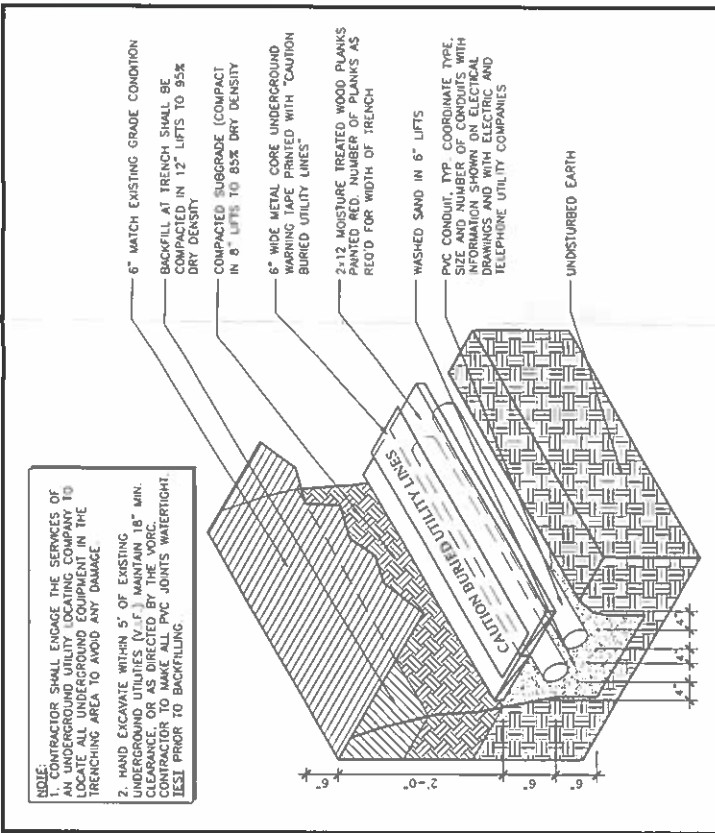 NOTE:
1. CONTRACTOR SHALL ENGAGE THE SERVICES OF
AN UNDERGROUND UTILITY LOCATING COMPANY TO
LOCATE ALL UNDERGROUND EQUIPMENT IN THE
TRENCHING AREA TO AVOID ANY DAMAGE.
2. HAND EXCAVATE WITHIN 5' OF EXISTING
UNDERGROUND UTILITIES (V.I.F.) MAINTAIN 18" MIN.
CLEARANCE, OR AS DIRECTED BY THE VORC.
CONTRACTOR TO MAKE ALL PVC JOINTS WATERTIGHT.
TEST PRIOR TO BACKFILLING.
6" MATCH EXISTING GRADE CONDITION
BACKFILL AT TRENCH SHALL BE
COMPACTED IN 12" LIFTS TO 95%
DRY DENSITY
COMPACTED SUBGRADE (COMPACT
IN 8" LIFTS TO 85% DRY DENSITY
6" WIDE METAL CORE UNDERGROUND
WARNING TAPE PRINTED WITH "CAUTION
BURIED UTILITY LINES"
2x12 MOISTURE TREATED WOOD PLANKS
PAINTED RED. NUMBER OF PLANKS AS
REQ'D FOR WIDTH OF TRENCH
WASHED SAND IN 6" LIFTS
PVC CONDUIT, TYP. COORDINATE TYPE,
SIZE AND NUMBER OF CONDUITS WITH
INFORMATION SHOWN ON ELECTICAL
DRAWINGS AND WITH ELECTRIC AND
TELEPHONE UTILITY COMPANIES
UNDISTURBED EARTH
CAUTION BURIED UTILITY LINES
6"
2'-0"
6"
6"
4"
4"
4"